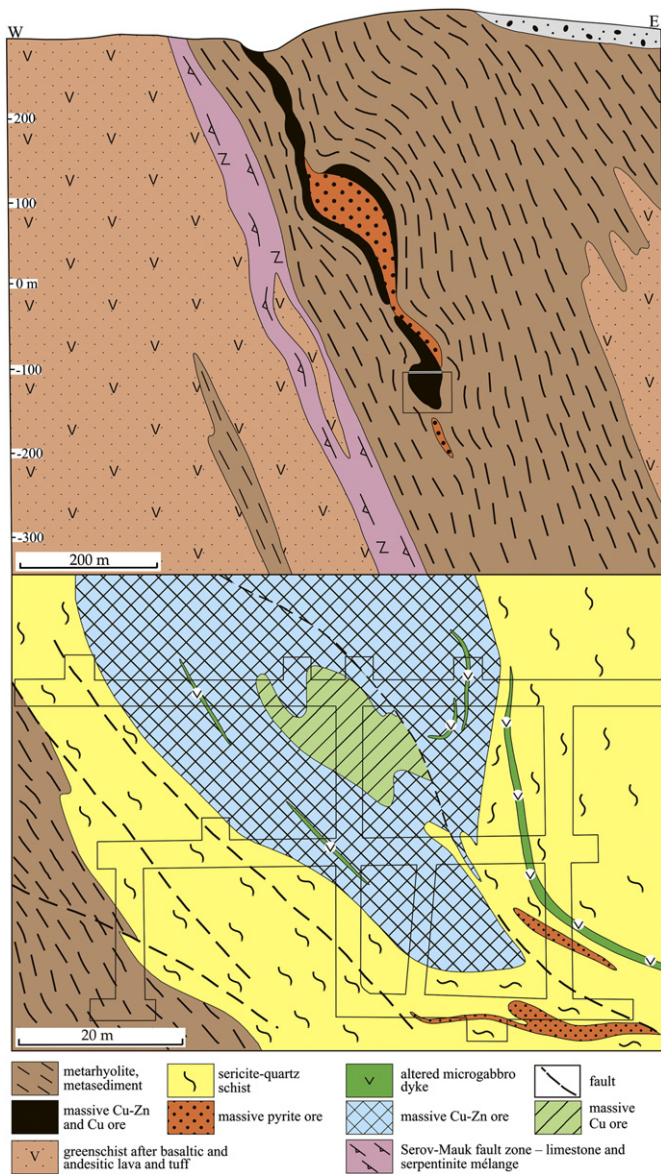 W
E
200
100
0 m
-100
-200
-300
200 m
20 m
metarhyolite,
metasediment
sericite-quartz
schist
altered microgabbro
dyke
fault
massive Cu-Zn
and Cu ore
massive pyrite ore
massive Cu-Zn ore
massive
Cu ore
greenschist after basaltic and
andesitic lava and tuff
Serov-Mauk fault zone – limestone and
serpentinite mélange